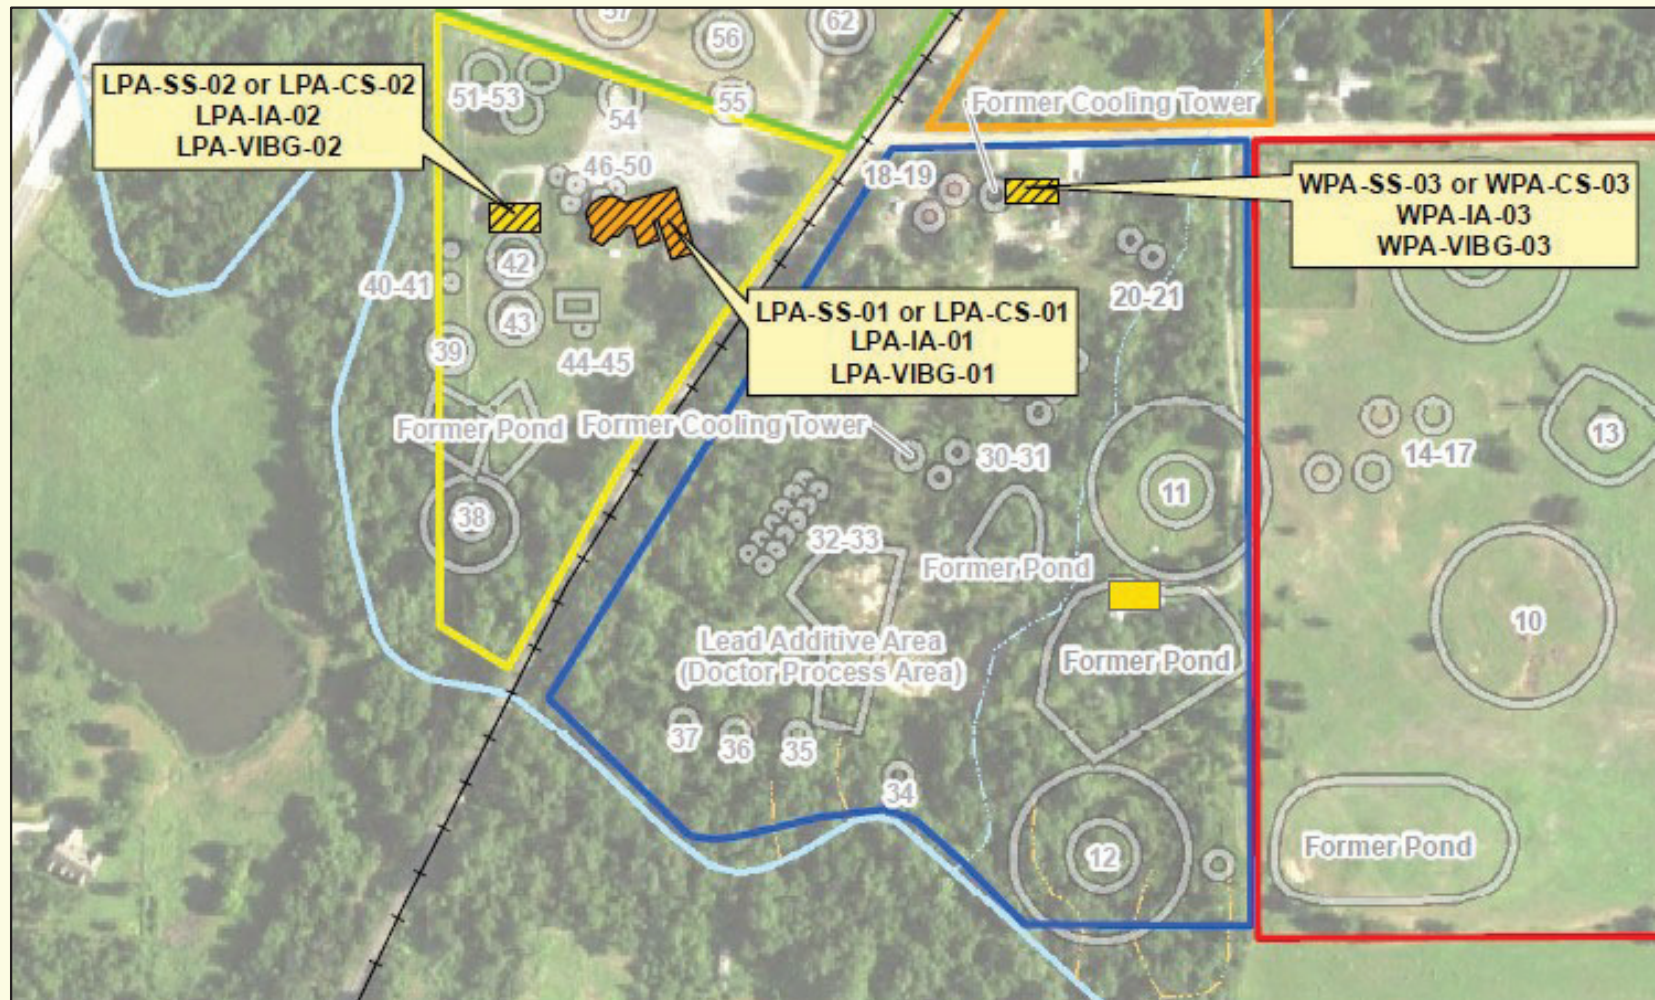 57
56
62
LPA-SS-02 or LPA-CS-02
LPA-IA-02
LPA-VIBG-02
51-53
54
55
Former Cooling Tower
46-50
18-19
WPA-SS-03 or WPA-CS-03
WPA-IA-03
WPA-VIBG-03
42
40-41
20-21
LPA-SS-01 or LPA-CS-01
LPA-IA-01
LPA-VIBG-01
43
39
44-45
Former Pond
Former Cooling Tower
30-31
14-17
13
11
38
32-33
Former Pond
10
Lead Additive Area
(Doctor Process Area)
Former Pond
37
36
35
34
12
Former Pond